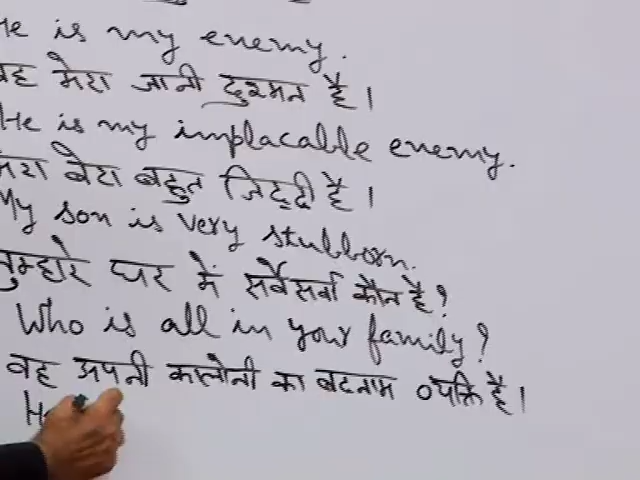 He is my enemy.
वह मेरा जानी दुश्मन है।
He is my implacable enemy.
मेरा बेटा बहुत जिद्दी है।
My son is very stubborn.
तुम्हारे घर में सर्वेसर्वा कौन है?
Who is all in your family?
वह अपनी कालोनी का बदनाम व्यक्ति है।
He